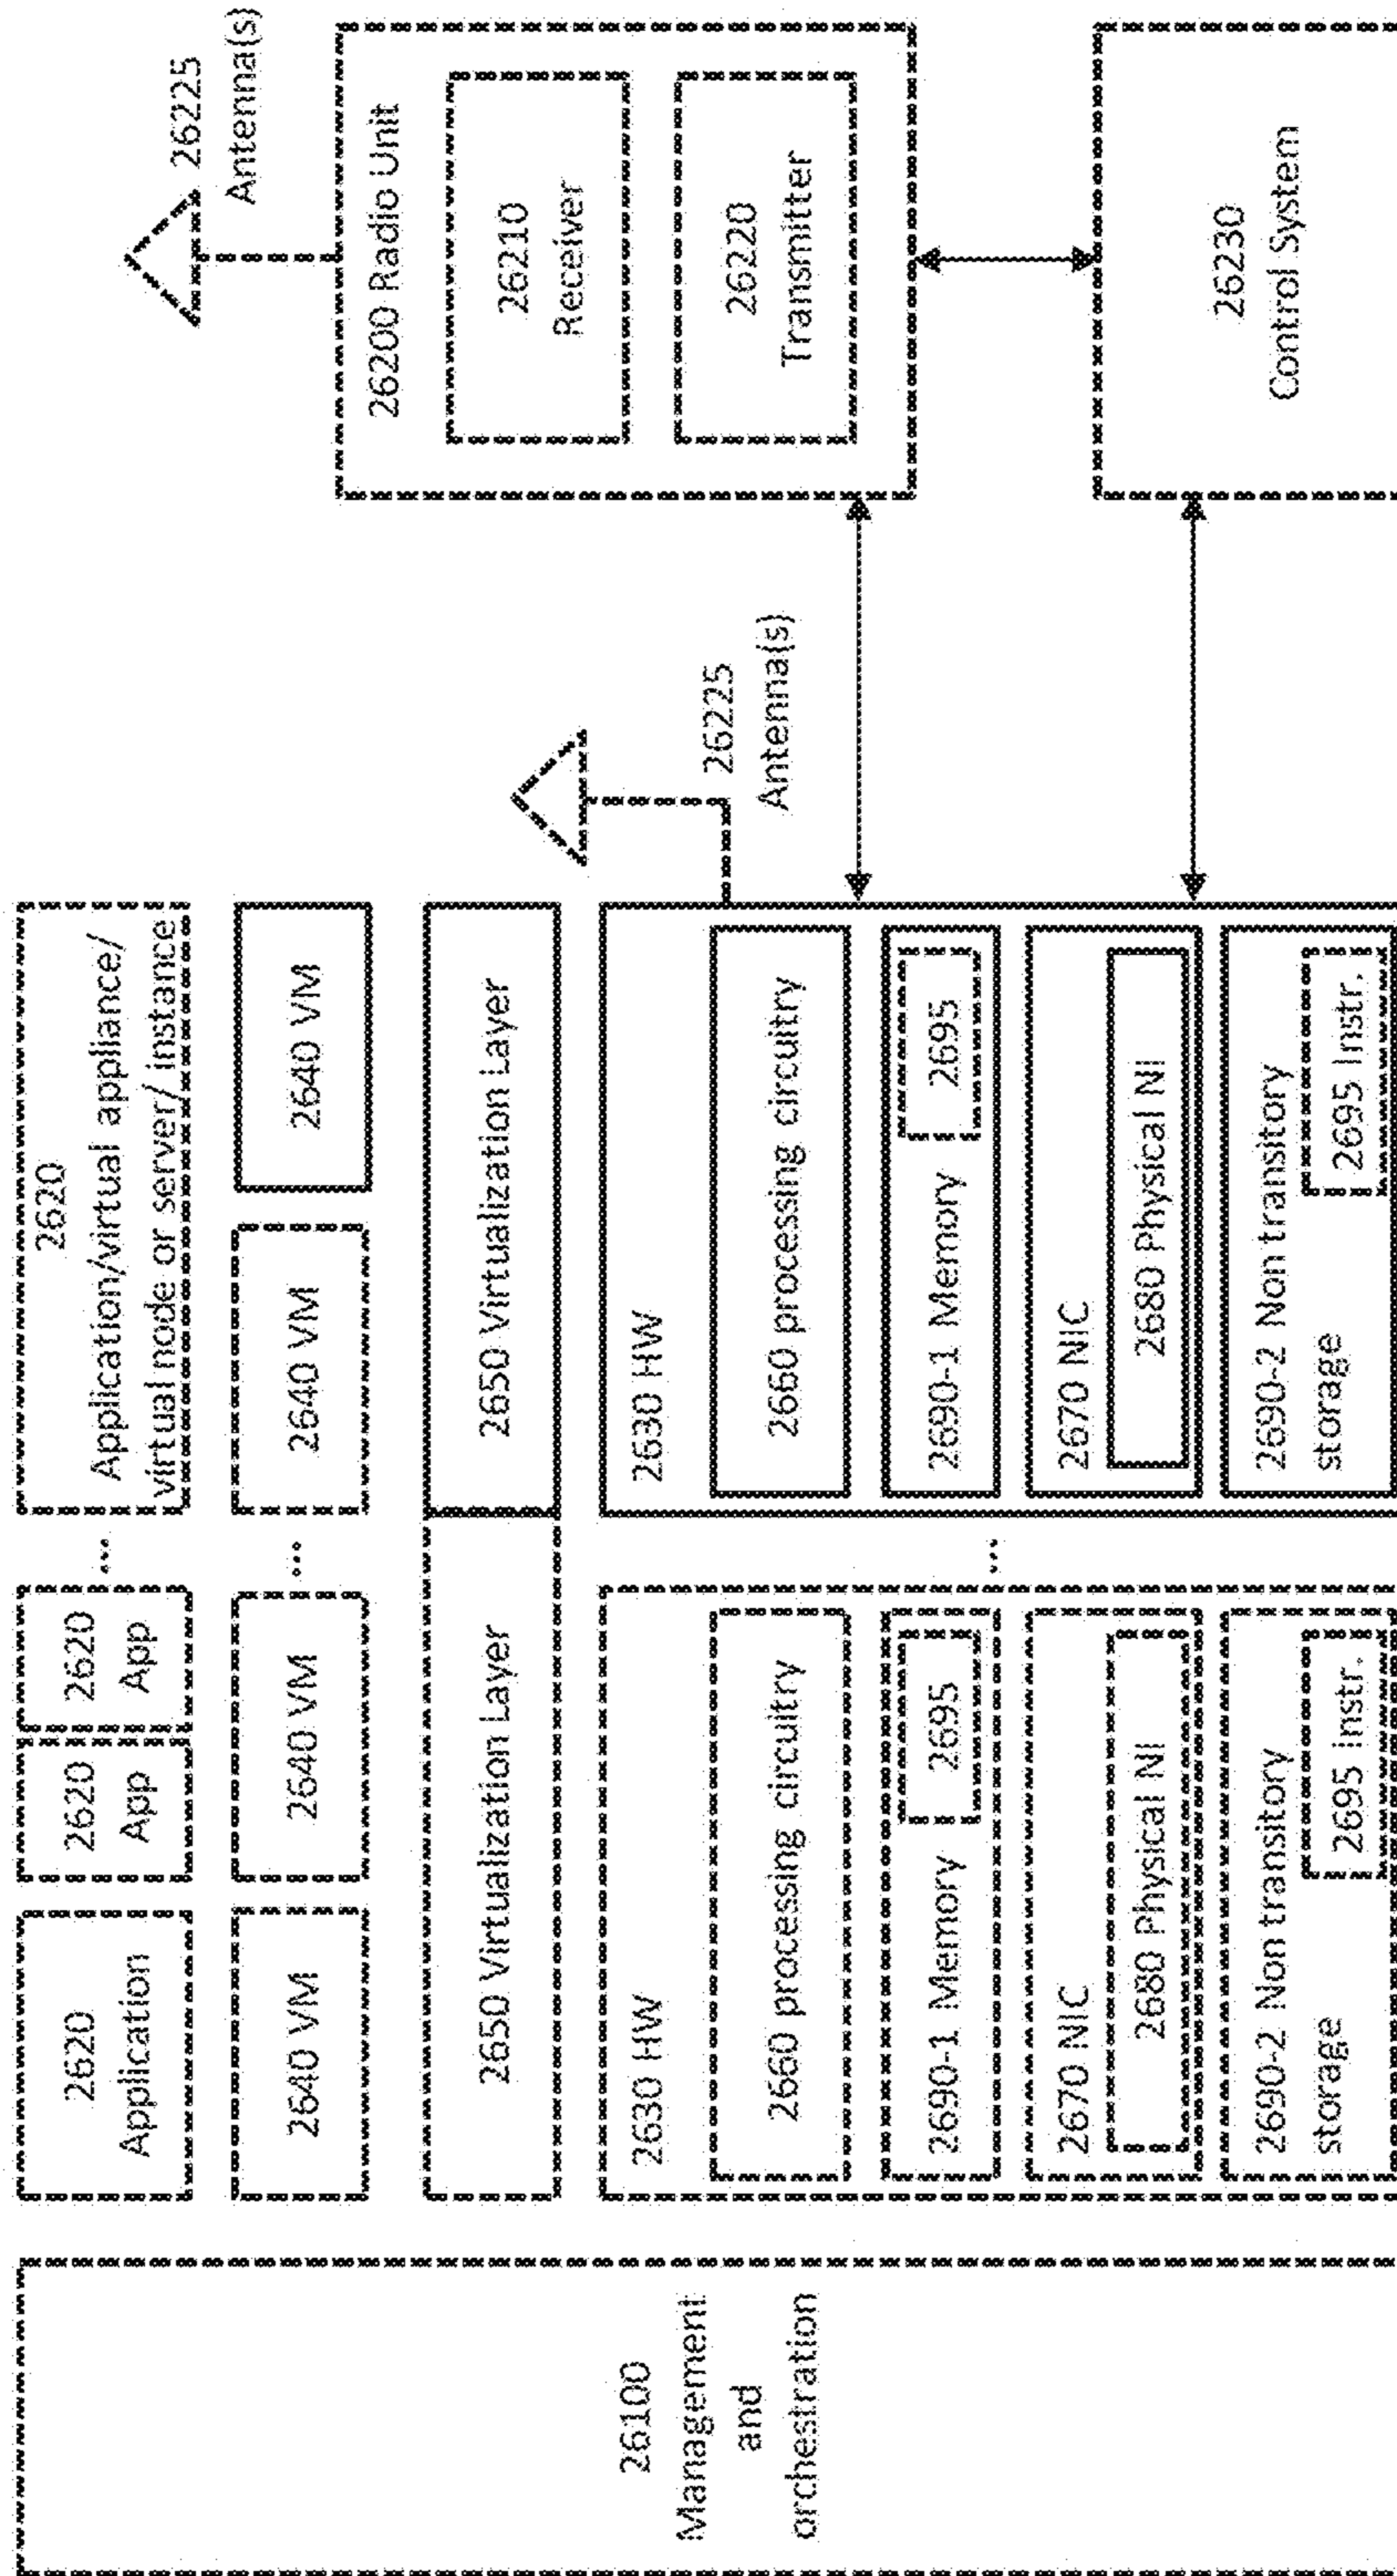 26100
Management
and
orchestration
2620
Application
2620
App
2620
App
...
2620
Application/virtual appliance/
virtual node or server/ instance
2640 VM
2640 VM
...
2640 VM
2640 VM
2650 Virtualization Layer
2650 Virtualization Layer
2630 HW
2660 processing circuitry
2690-1 Memory
2695
2670 NIC
2680 Physical NI
2690-2 Non transitory
storage
2695 Instr.
...
2630 HW
2660 processing circuitry
2690-1 Memory
2695
2670 NIC
2680 Physical NI
2690-2 Non transitory
storage
2695 Instr.
26225
Antenna(s)
26225
Antenna(s)
26200 Radio Unit
26210
Receiver
26220
Transmitter
26230
Control System